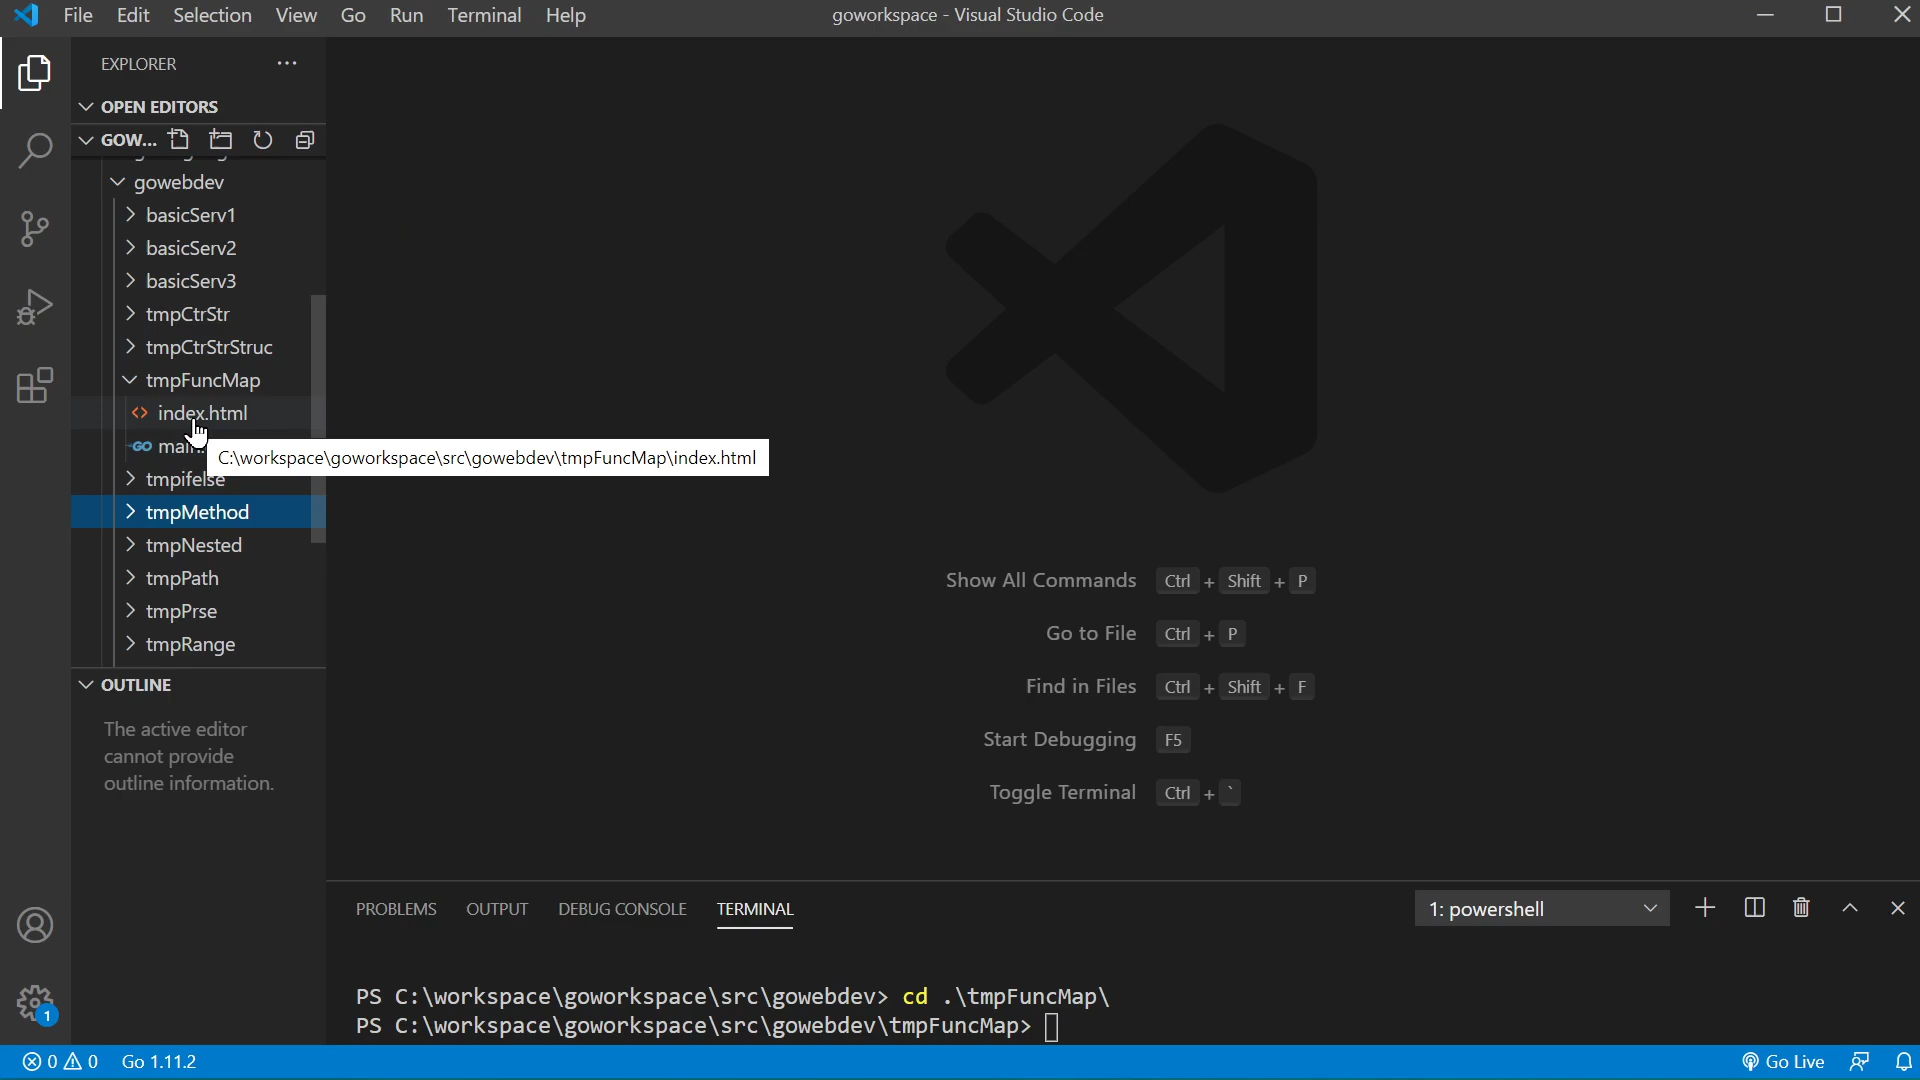 File Edit Selection View Go Run Terminal Help
goworkspace - Visual Studio Code
EXPLORER
OPEN EDITORS
GOW...
gowebdev
basicServ1
basicServ2
basicServ3
tmpCtrStr
tmpCtrStrStruc
tmpFuncMap
<> index.html
GO
C:\workspace\goworkspace\src\gowebdev\tmpFuncMap\index.html
tmpifelse
tmpMethod
tmpNested
tmpPath
tmpPrse
tmpRange
OUTLINE
The active editor
cannot provide
outline information.
Show All Commands Ctrl + Shift + P
Go to File Ctrl + P
Find in Files Ctrl + Shift + F
Start Debugging F5
Toggle Terminal Ctrl + `
PROBLEMS OUTPUT DEBUG CONSOLE TERMINAL
1: powershell
PS C:\workspace\goworkspace\src\gowebdev> cd .\tmpFuncMap\
PS C:\workspace\goworkspace\src\gowebdev\tmpFuncMap>
1
0 0 Go 1.11.2
Go Live